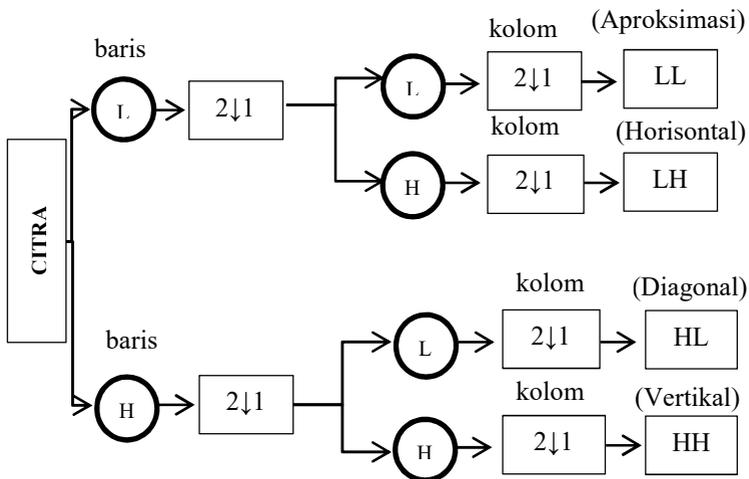 (Aproksimasi)
baris
kolom
L
2↓1
L
2↓1
LL
kolom
(Horisontal)
H
2↓1
LH
CITRA
kolom
(Diagonal)
baris
L
2↓1
HL
kolom
(Vertikal)
H
2↓1
H
2↓1
HH